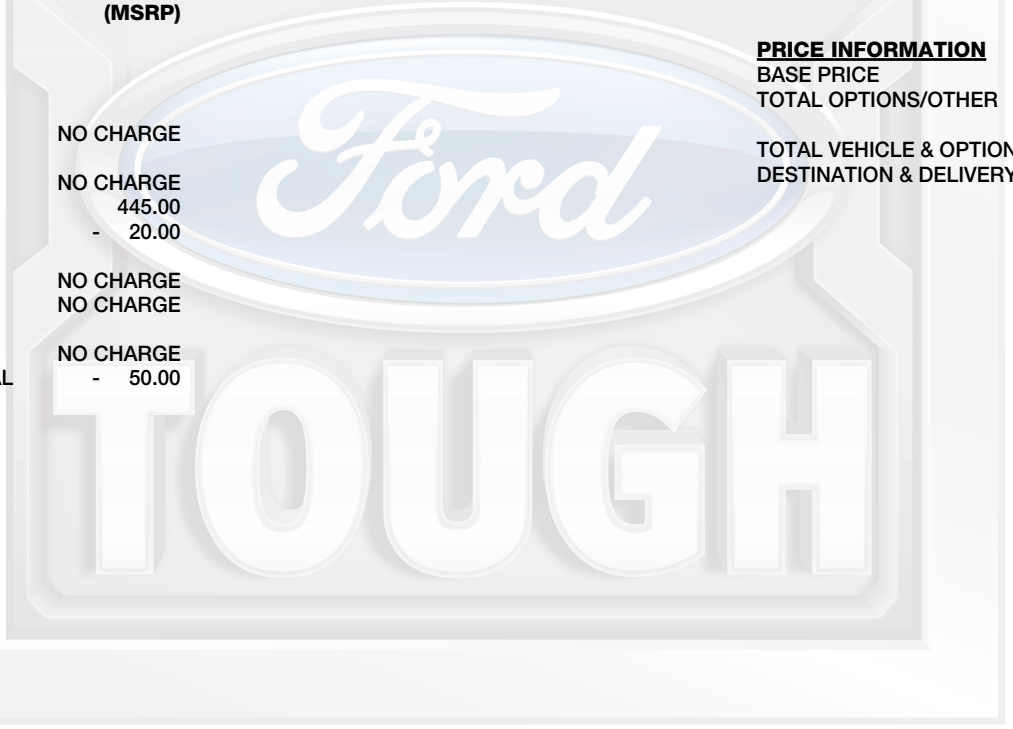 (MSRP)
NO CHARGE
NO CHARGE
445.00
- 20.00
NO CHARGE
NO CHARGE
NO CHARGE
AL - 50.00
PRICE INFORMATION
BASE PRICE
TOTAL OPTIONS/OTHER
TOTAL VEHICLE & OPTION
DESTINATION & DELIVERY
Ford
TOUGH